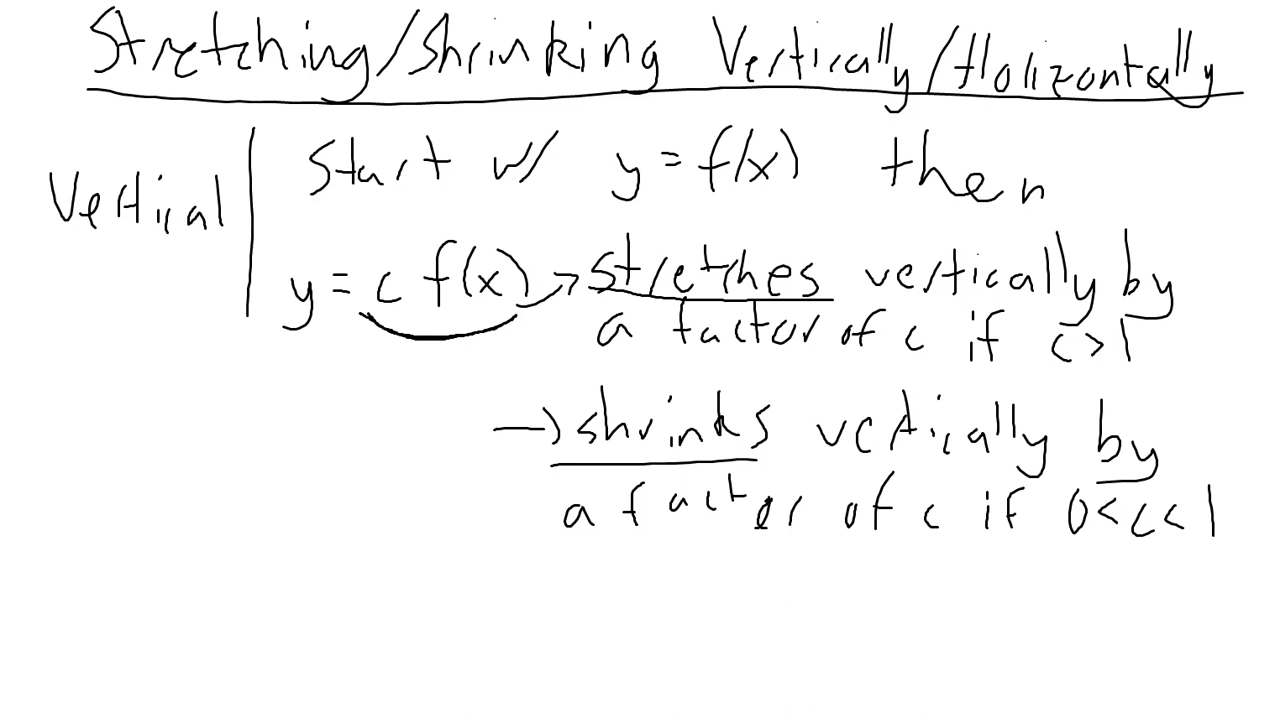 Stretching/Shrinking Vertically/Horizontally
Vertical
Start w/ y = f(x) then
y = c f(x) → stretches vertically by
a factor of c if c > 1
→ shrinks vertically by
a factor of c if 0 < c < 1